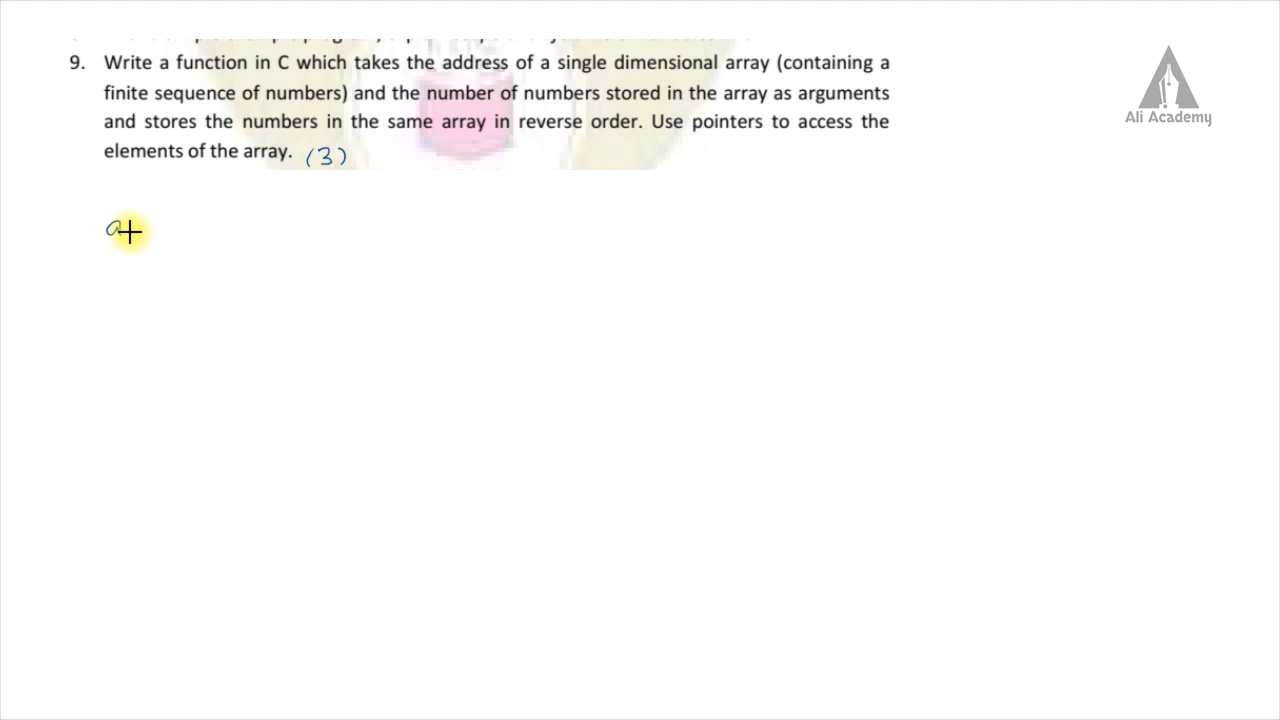 9. Write a function in C which takes the address of a single dimensional array (containing a
finite sequence of numbers) and the number of numbers stored in the array as arguments
and stores the numbers in the same array in reverse order. Use pointers to access the
elements of the array. (3)
a
Ali Academy